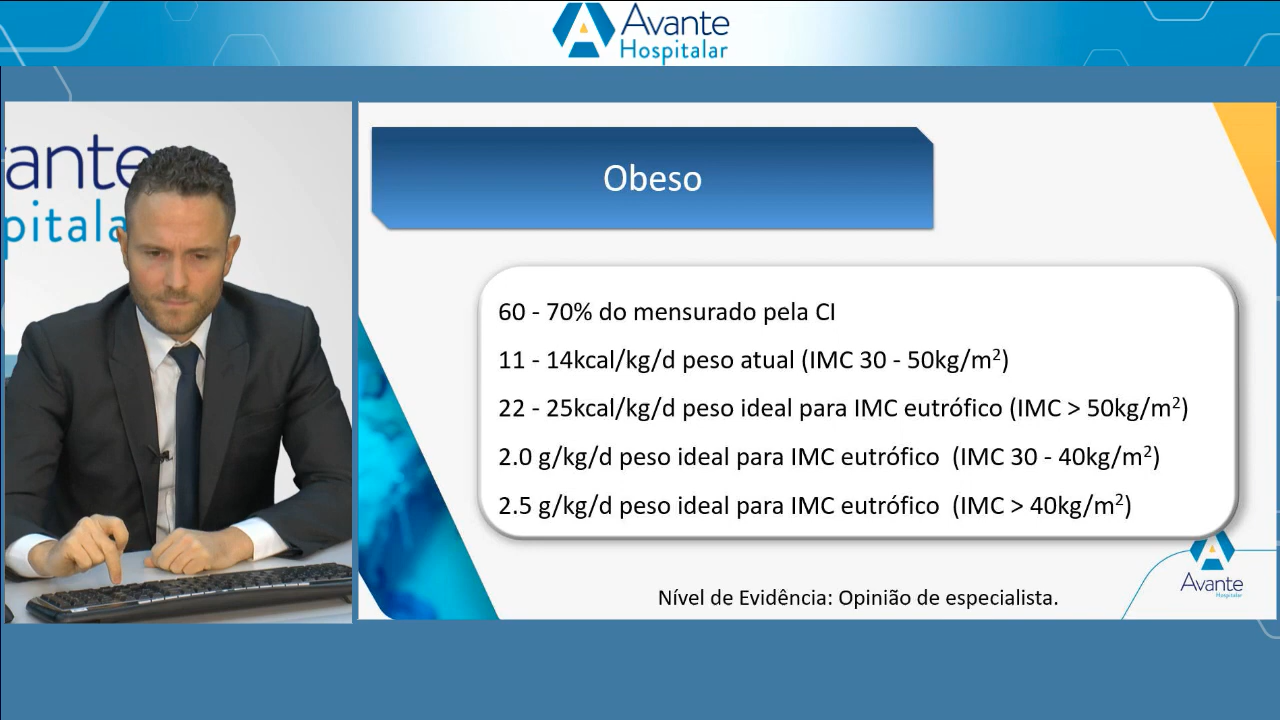 Avante
Hospitalar
vante
pitala
Obeso
60 - 70% do mensurado pela CI
11 - 14kcal/kg/d peso atual (IMC 30 - 50kg/m²)
22 - 25kcal/kg/d peso ideal para IMC eutrófico (IMC > 50kg/m²)
2.0 g/kg/d peso ideal para IMC eutrófico  (IMC 30 - 40kg/m²)
2.5 g/kg/d peso ideal para IMC eutrófico  (IMC > 40kg/m²)
Avante
Hospitalar
Nível de Evidência: Opinião de especialista.